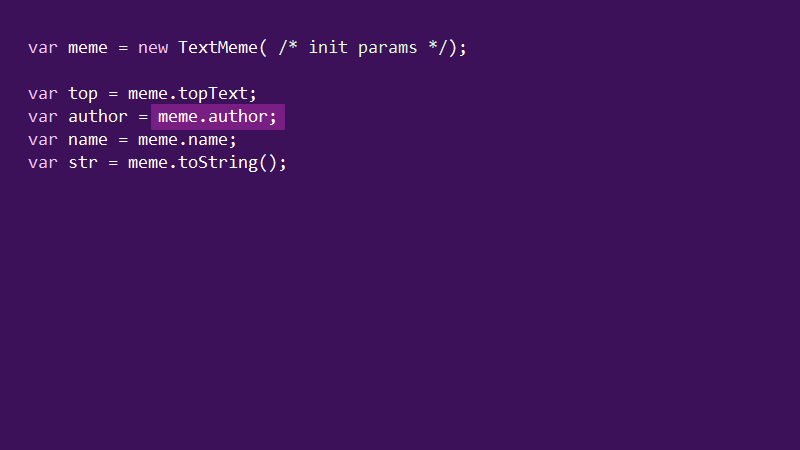 var meme = new TextMeme( /* init params */);
var top = meme.topText;
var author = meme.author;
var name = meme.name;
var str = meme.toString();